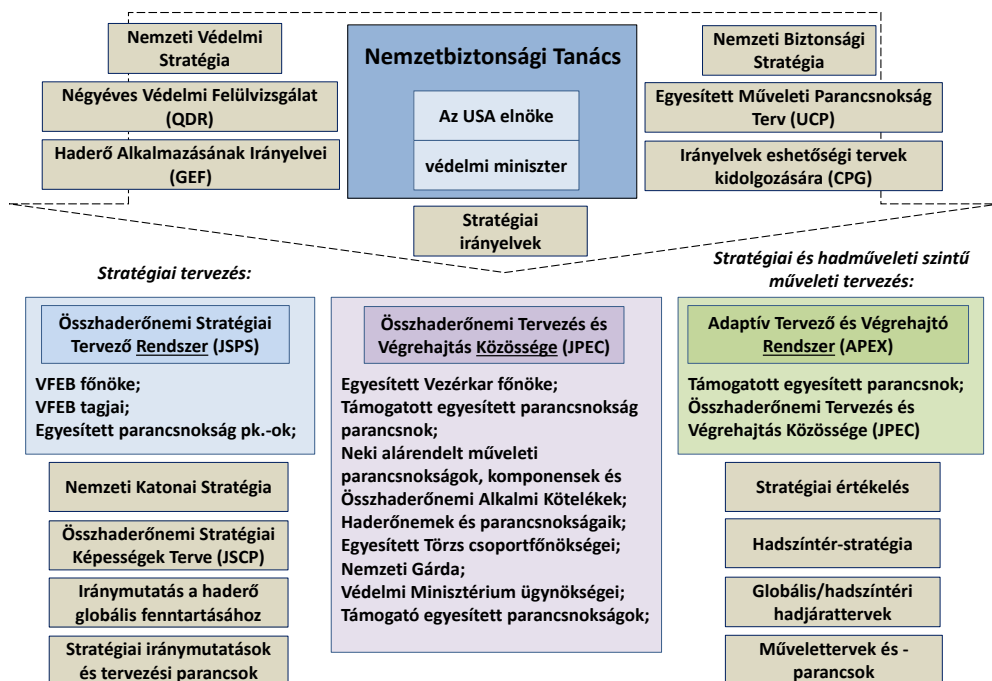 Nemzeti Védelmi
Stratégia
Négyéves Védelmi Felülvizsgálat
(QDR)
Haderő Alkalmazásának Irányelvei
(GEF)
Nemzetbiztonsági Tanács
Az USA elnöke
védelmi miniszter
Nemzeti Biztonsági
Stratégia
Egyesített Műveleti Parancsnokság
Terv (UCP)
Irányelvek eshetőségi tervek
kidolgozására (CPG)
Stratégiai
irányelvek
Stratégiai tervezés:
Összhaderőnemi Stratégiai
Tervező Rendszer (JSPS)
VFEB főnöke;
VFEB tagjai;
Egyesített parancsnokság pk.-ok;
Nemzeti Katonai Stratégia
Összhaderőnemi Stratégiai
Képességek Terve (JSCP)
Iránymutatás a haderő
globális fenntartásához
Stratégiai iránymutatások
és tervezési parancsok
Összhaderőnemi Tervezés és
Végrehajtás Közössége (JPEC)
Egyesített Vezérkar főnöke;
Támogatott egyesített parancsnokság
parancsnok;
Neki alárendelt műveleti
parancsnokságok, komponensek és
Összhaderőnemi Alkalmi Kötelékek;
Haderőnemek és parancsnokságaik;
Egyesített Törzs csoportfőnökségei;
Nemzeti Gárda;
Védelmi Minisztérium ügynökségei;
Támogató egyesített parancsnokságok;
Stratégiai és hadműveleti szintű
műveleti tervezés:
Adaptív Tervező és Végrehajtó
Rendszer (APEX)
Támogatott egyesített parancsnok;
Összhaderőnemi Tervezés és
Végrehajtás Közössége (JPEC)
Stratégiai értékelés
Hadszíntér-stratégia
Globális/hadszíntéri
hadjárattervek
Művelettervek és -
parancsok